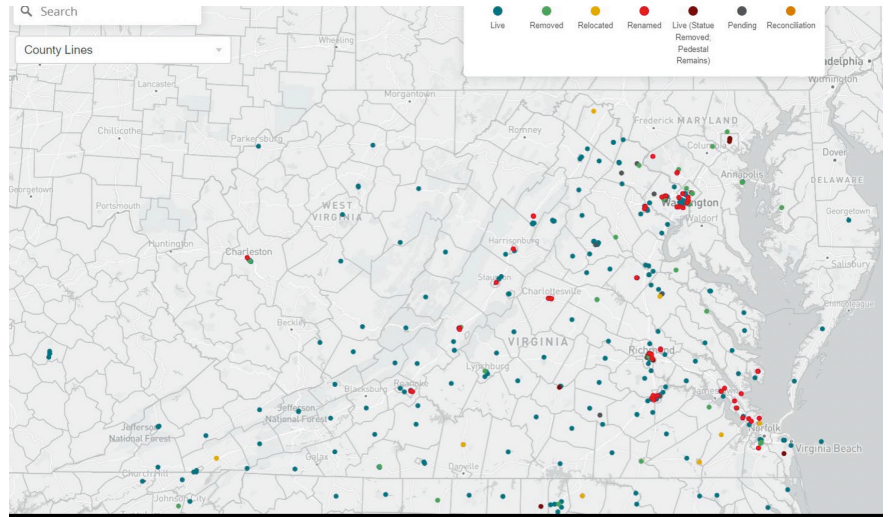 Search
County Lines
Live
Removed
Relocated
Renamed
Live (Statue
Removed;
Pedestal
Remains)
Pending
Reconciliation
Wheeling
Philadelphia
Wilmington
Lancaster
Morgantown
Frederick MARYLAND
Chillicothe
Parkersburg
Romney
Columbia
Dover
Annapolis
DELAWARE
Georgetown
Portsmouth
WEST
VIRGINIA
Washington
Waldorf
Georgetown
Huntington
Charleston
Harrisonburg
Salisbury
Staunton
Charlottesville
Chincoteague
Beckley
VIRGINIA
Richmond
Lynchburg
Blacksburg
Roanoke
Jefferson
National Forest
Jefferson
National Forest
Norfolk
Virginia Beach
Galax
Danville
Church Hill
Johnson City